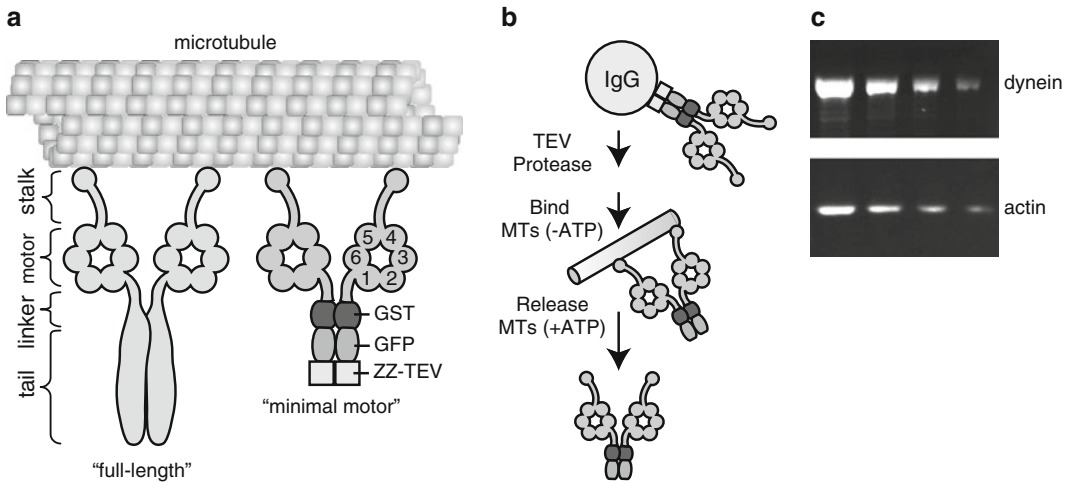 a
microtubule
stalk
motor
linker
tail
5 4
6 3
1 2
GST
GFP
ZZ-TEV
"minimal motor"
"full-length"
b
IgG
TEV
Protease
Bind
MTs (-ATP)
Release
MTs (+ATP)
c
dynein
actin